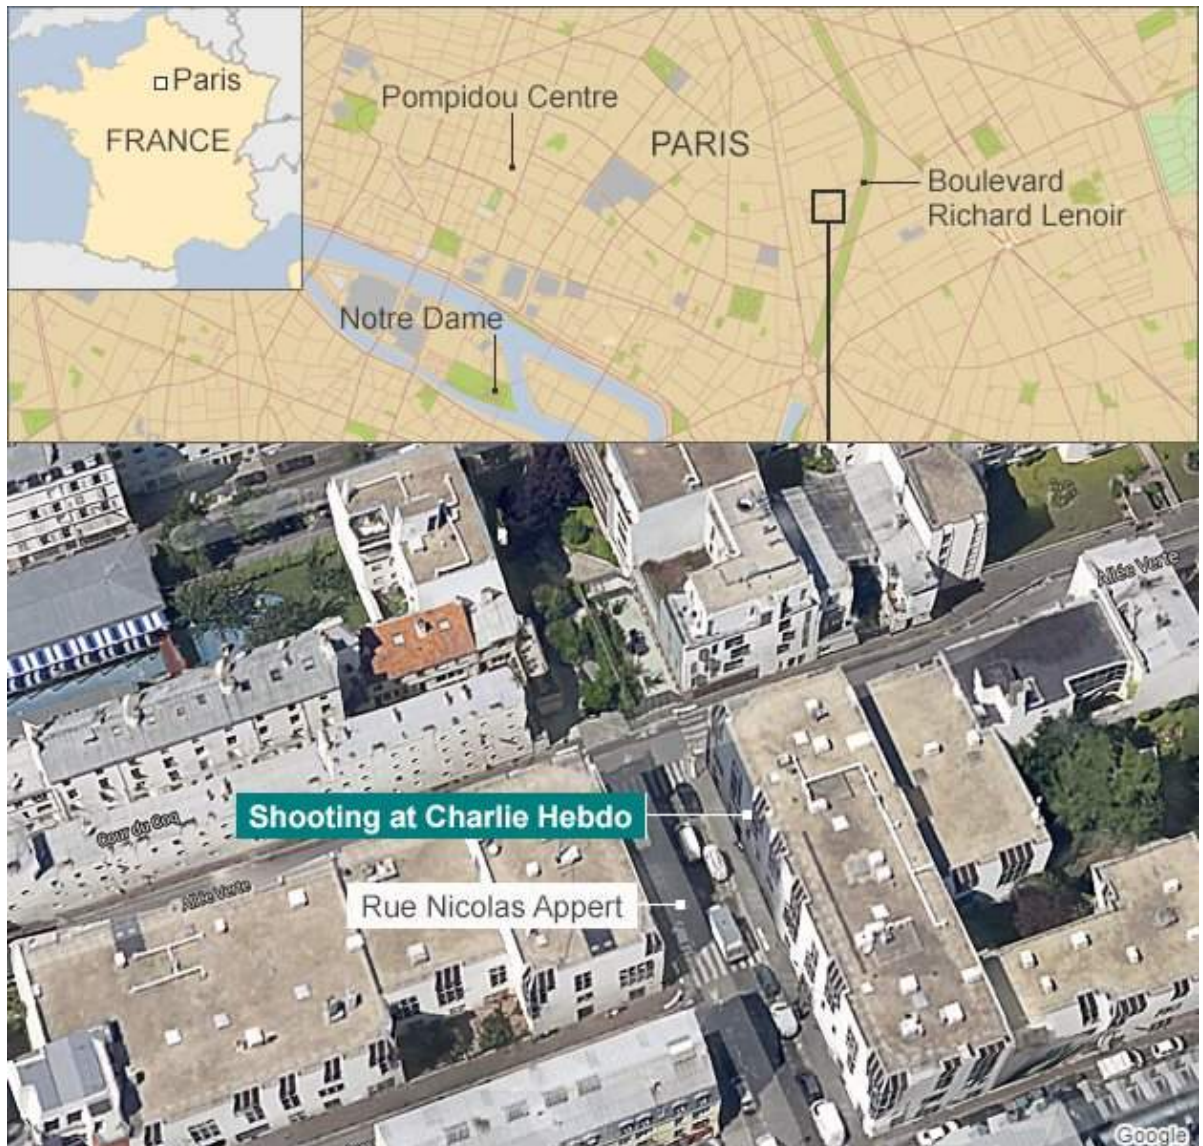 Paris
FRANCE
Pompidou Centre
PARIS
Boulevard
Richard Lenoir
Notre Dame
Allée Verte
Shooting at Charlie Hebdo
Cour du Coq
Allée Verte
Rue Nicolas Appert
Google